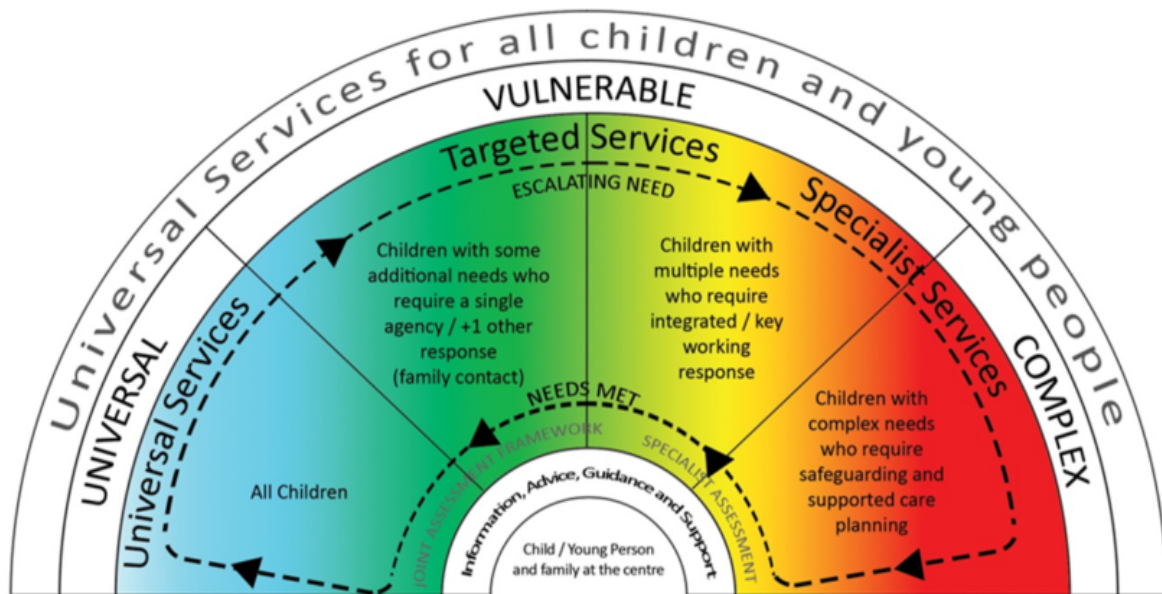 Universal Services for all children and young people
UNIVERSAL
VULNERABLE
COMPLEX
Universal Services
Targeted Services
Specialist Services
ESCALATING NEED
All Children
Children with some
additional needs who
require a single
agency / +1 other
response
(family contact)
Children with
multiple needs
who require
integrated / key
working
response
Children with
complex needs
who require
safeguarding and
supported care
planning
NEEDS MET
JOINT ASSESSMENT FRAMEWORK
SPECIALIST ASSESSMENT
Information, Advice, Guidance and Support
Child / Young Person
and family at the centre